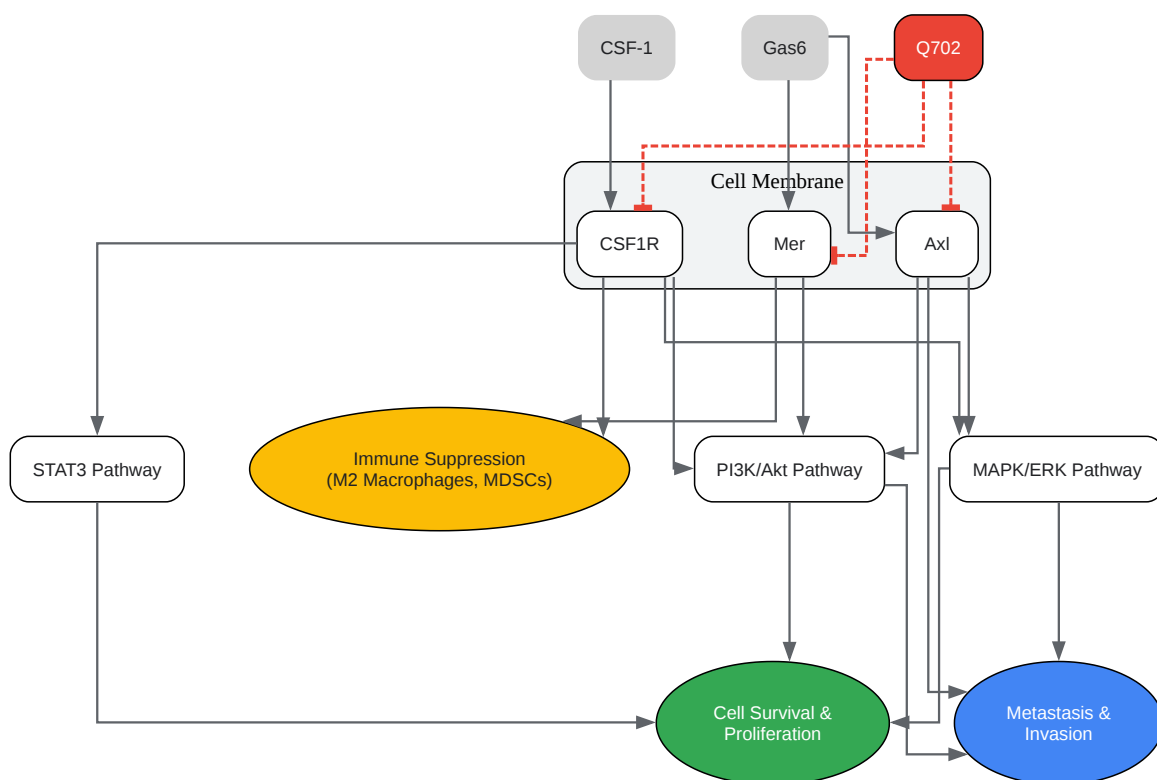 CSF-1
Gas6
Q702
Cell Membrane
CSF1R
Mer
Axl
STAT3 Pathway
Immune Suppression
(M2 Macrophages, MDSCs)
PI3K/Akt Pathway
MAPK/ERK Pathway
Cell Survival &
Proliferation
Metastasis &
Invasion